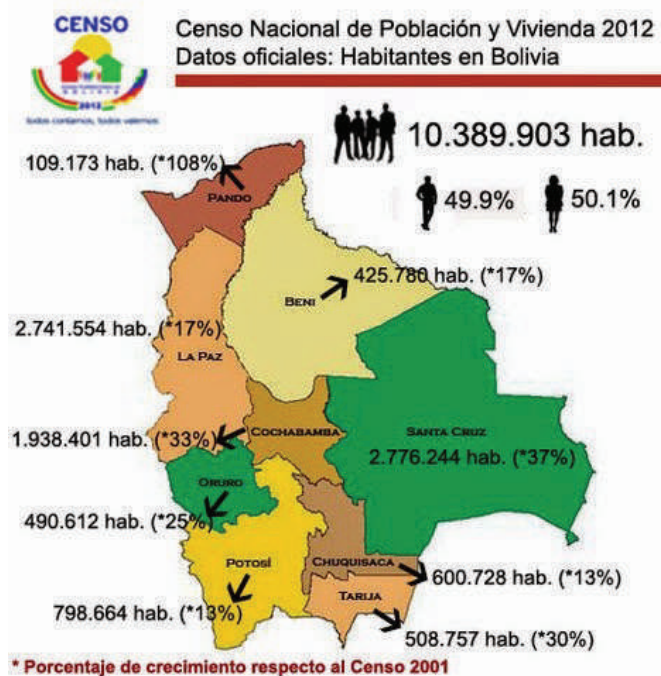 CENSO
2012
todos contamos, todos valemos
Censo Nacional de Población y Vivienda 2012
Datos oficiales: Habitantes en Bolivia
10.389.903 hab.
49.9%
50.1%
109.173 hab. (*108%)
PANDO
425.780 hab. (*17%)
BENI
2.741.554 hab. (*17%)
LA PAZ
1.938.401 hab. (*33%)
COCHABAMBA
SANTA CRUZ
2.776.244 hab. (*37%)
ORURO
490.612 hab. (*25%)
POTOSÍ
798.664 hab. (*13%)
CHUQUISACA
600.728 hab. (*13%)
TARIJA
508.757 hab. (*30%)
* Porcentaje de crecimiento respecto al Censo 2001